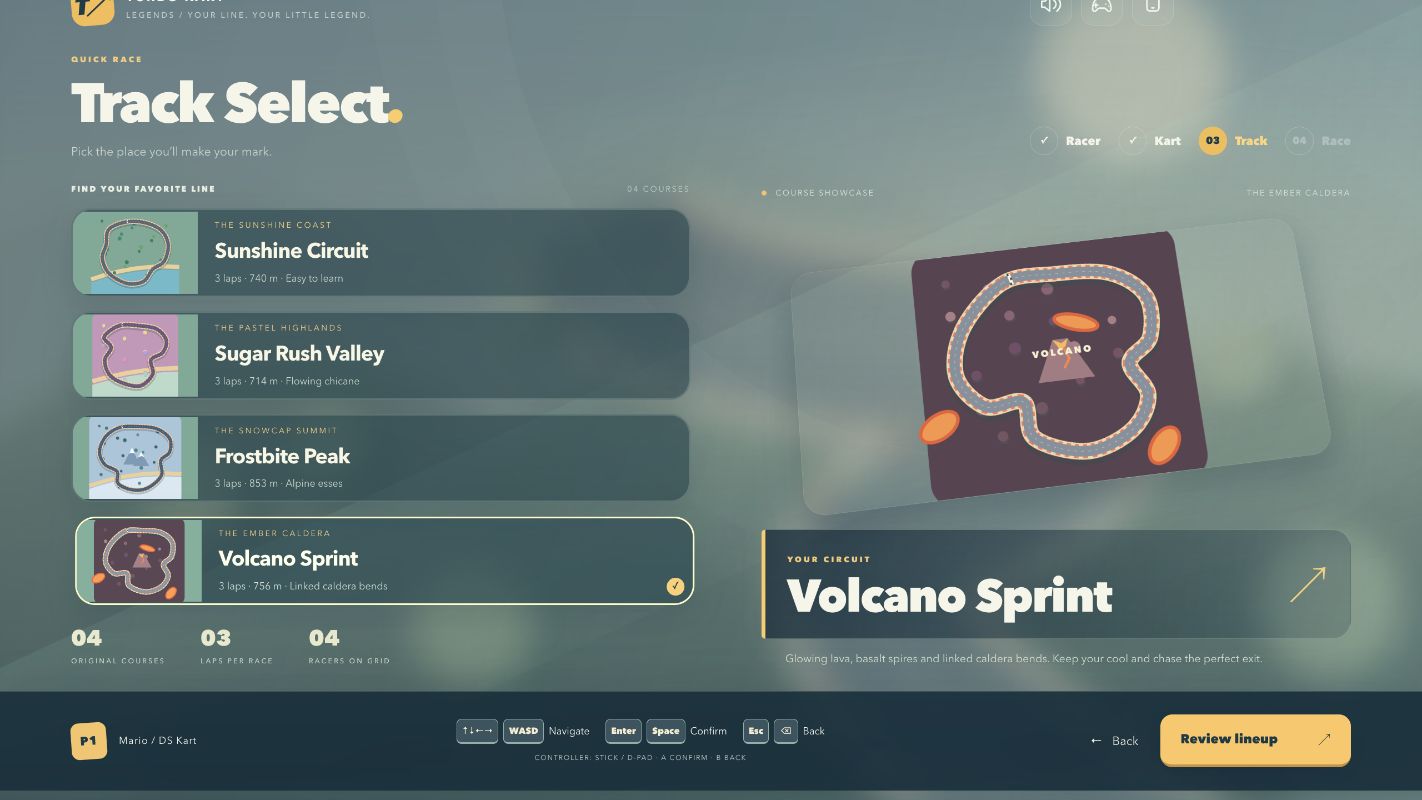 LEGENDS / YOUR LINE. YOUR LITTLE LEGEND.
QUICK RACE
Track Select.
Pick the place you'll make your mark.
✓ Racer ✓ Kart 03 Track 04 Race
FIND YOUR FAVORITE LINE
04 COURSES
THE SUNSHINE COAST
Sunshine Circuit
3 laps · 740 m · Easy to learn
THE PASTEL HIGHLANDS
Sugar Rush Valley
3 laps · 714 m · Flowing chicane
THE SNOWCAP SUMMIT
Frostbite Peak
3 laps · 853 m · Alpine esses
THE EMBER CALDERA
Volcano Sprint
3 laps · 756 m · Linked caldera bends
✓
04
ORIGINAL COURSES
03
LAPS PER RACE
04
RACERS ON GRID
COURSE SHOWCASE
THE EMBER CALDERA
VOLCANO
YOUR CIRCUIT
Volcano Sprint
Glowing lava, basalt spires and linked caldera bends. Keep your cool and chase the perfect exit.
P1 Mario / DS Kart
↑↓←→ WASD Navigate Enter Space Confirm Esc ⌫ Back
CONTROLLER: STICK / D-PAD · A CONFIRM · B BACK
← Back
Review lineup ↗